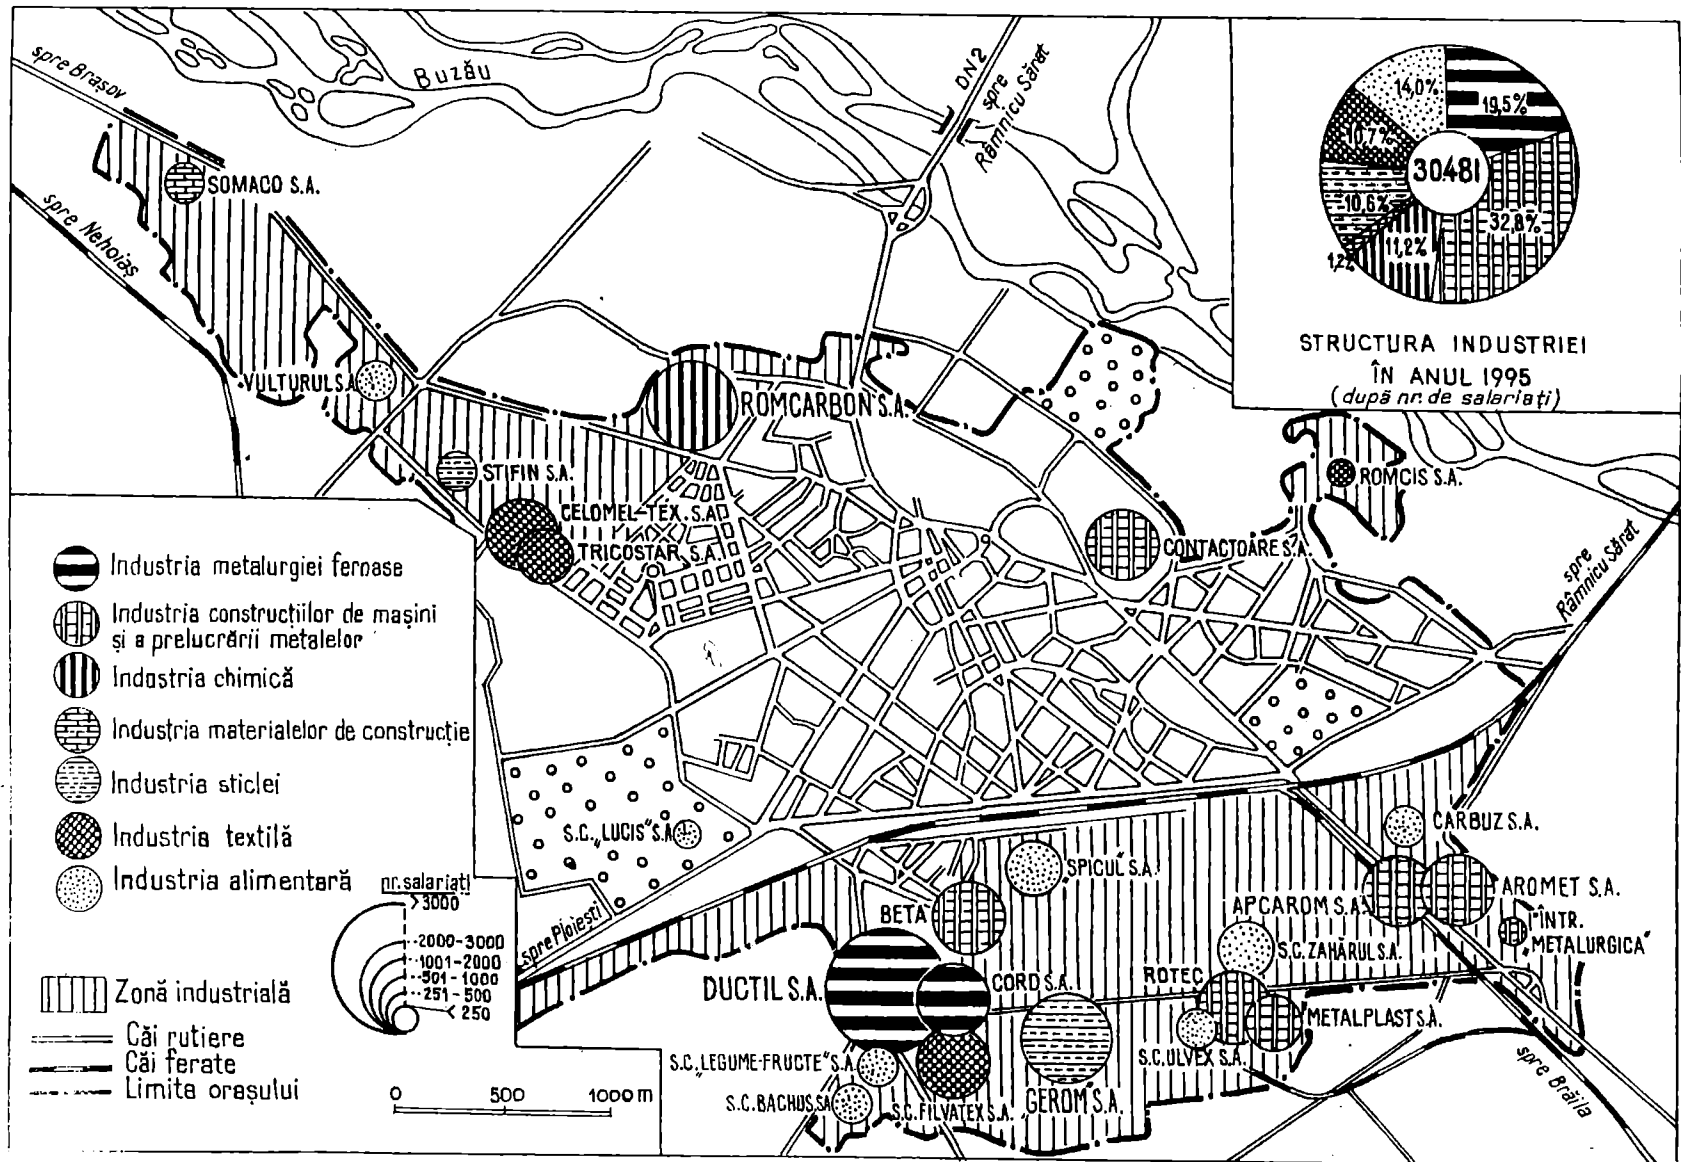 spre Brașov
Buzău
DN2
spre
Râmnicu Sărat
spre Nehoiaș
SOMACO S.A.
VULTURUL S.A.
ROMCARBON S.A.
STIFIN S.A.
CELOMEL-TEX. S.A.
TRICOSTAR S.A.
CONTACTOARE S.A.
ROMCIS S.A.
spre
Râmnicu Sărat
14,0%
19,5%
10,7%
30481
10,6%
32,8%
11,2%
1,2%
STRUCTURA INDUSTRIEI
ÎN ANUL 1995
(după nr. de salariați)
Industria metalurgiei feroase
Industria construcțiilor de mașini
și a prelucrării metalelor
Industria chimică
Industria materialelor de construcție
Industria sticlei
Industria textilă
Industria alimentară
nr. salariați
>3000
2000-3000
1001-2000
501-1000
251-500
< 250
Zonă industrială
Căi rutiere
Căi ferate
Limita orașului
0 500 1000 m
S.C. „LUCIS" S.A.
spre Ploiești
CARBUZ S.A.
„SPICUL" S.A.
BETA
APCAROM S.A.
AROMET S.A.
"ÎNTR.
METALURGICA"
S.C. ZAHĂRUL S.A.
DUCTIL S.A.
CORD S.A.
ROTEC
METALPLAST S.A.
S.C. ULVEX S.A.
S.C. „LEGUME-FRUCTE" S.A.
S.C. BACHUS S.A.
S.C. FILVATEX S.A.
„GEROM" S.A.
spre Brăila